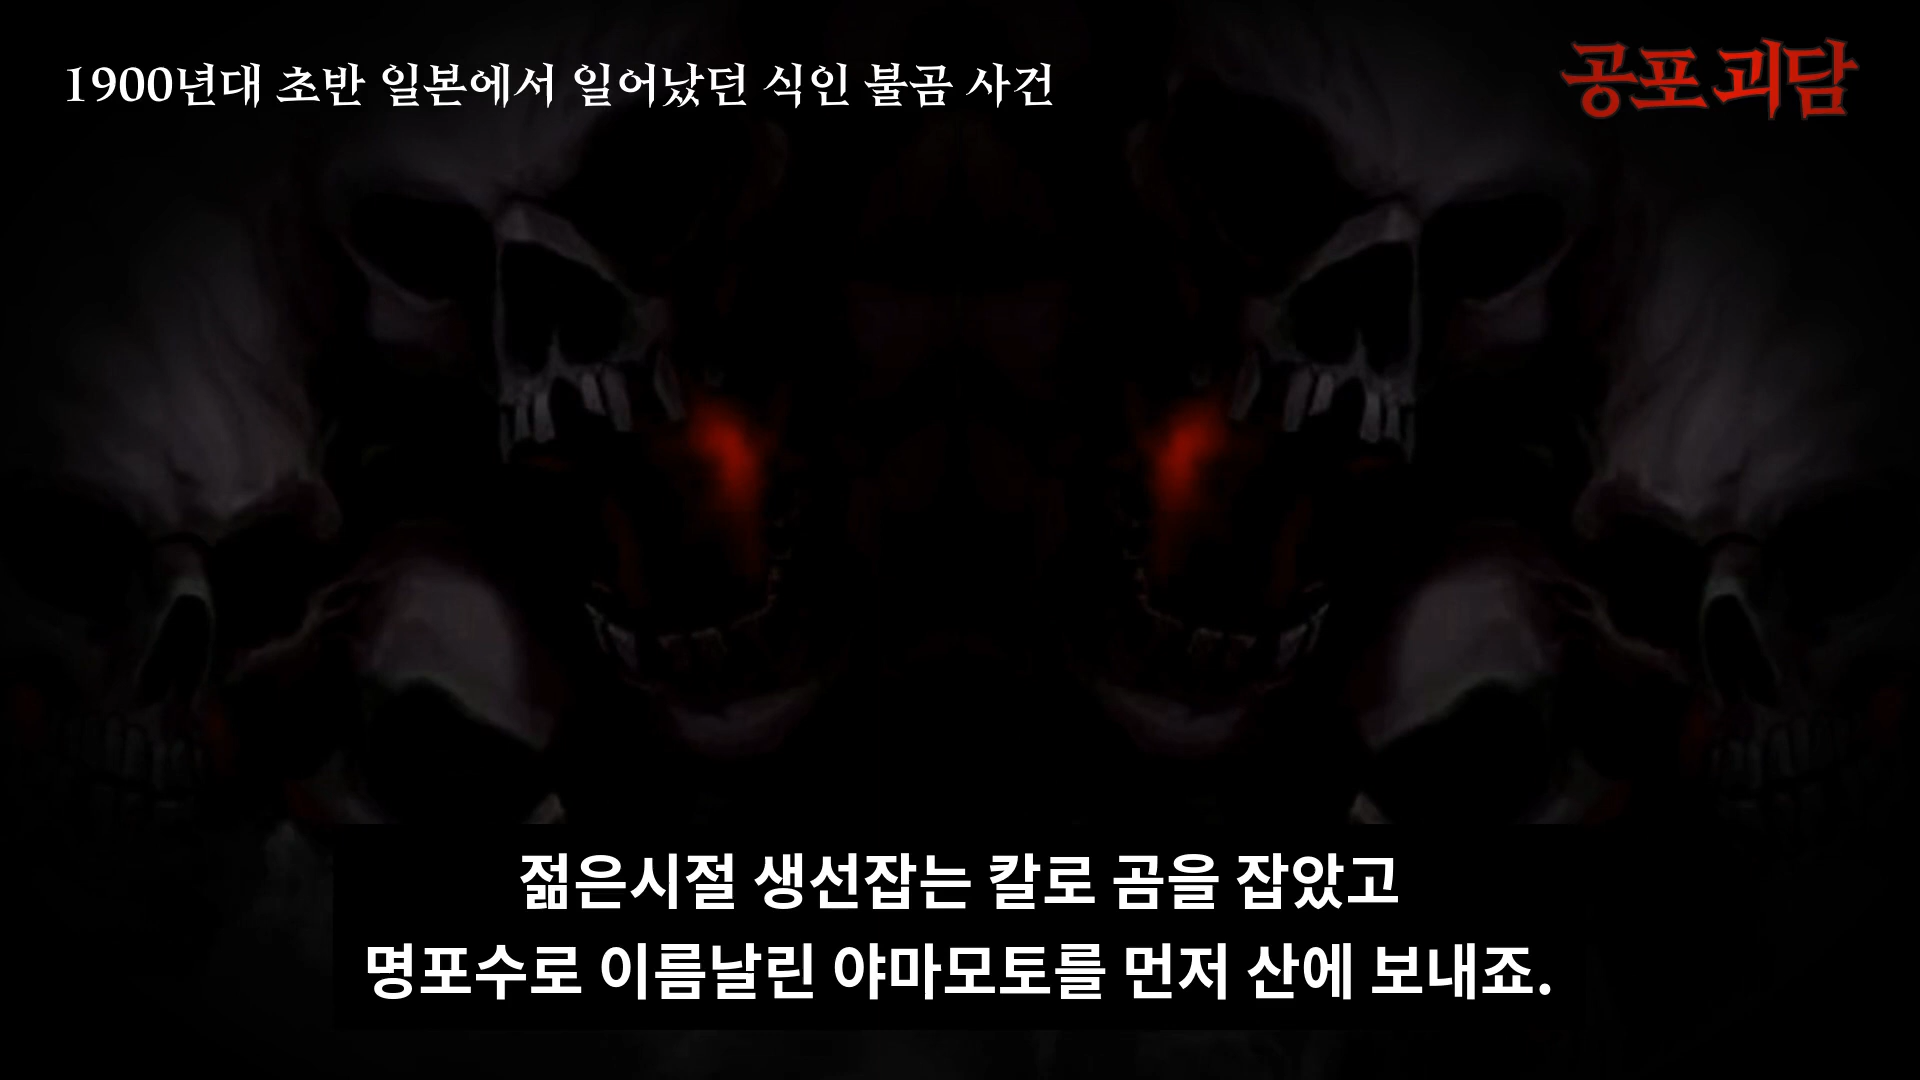 1900년대 초반 일본에서 일어났던 식인 불곰 사건
공포 괴담
젊은시절 생선잡는 칼로 곰을 잡았고
명포수로 이름날린 야마모토를 먼저 산에 보내죠.